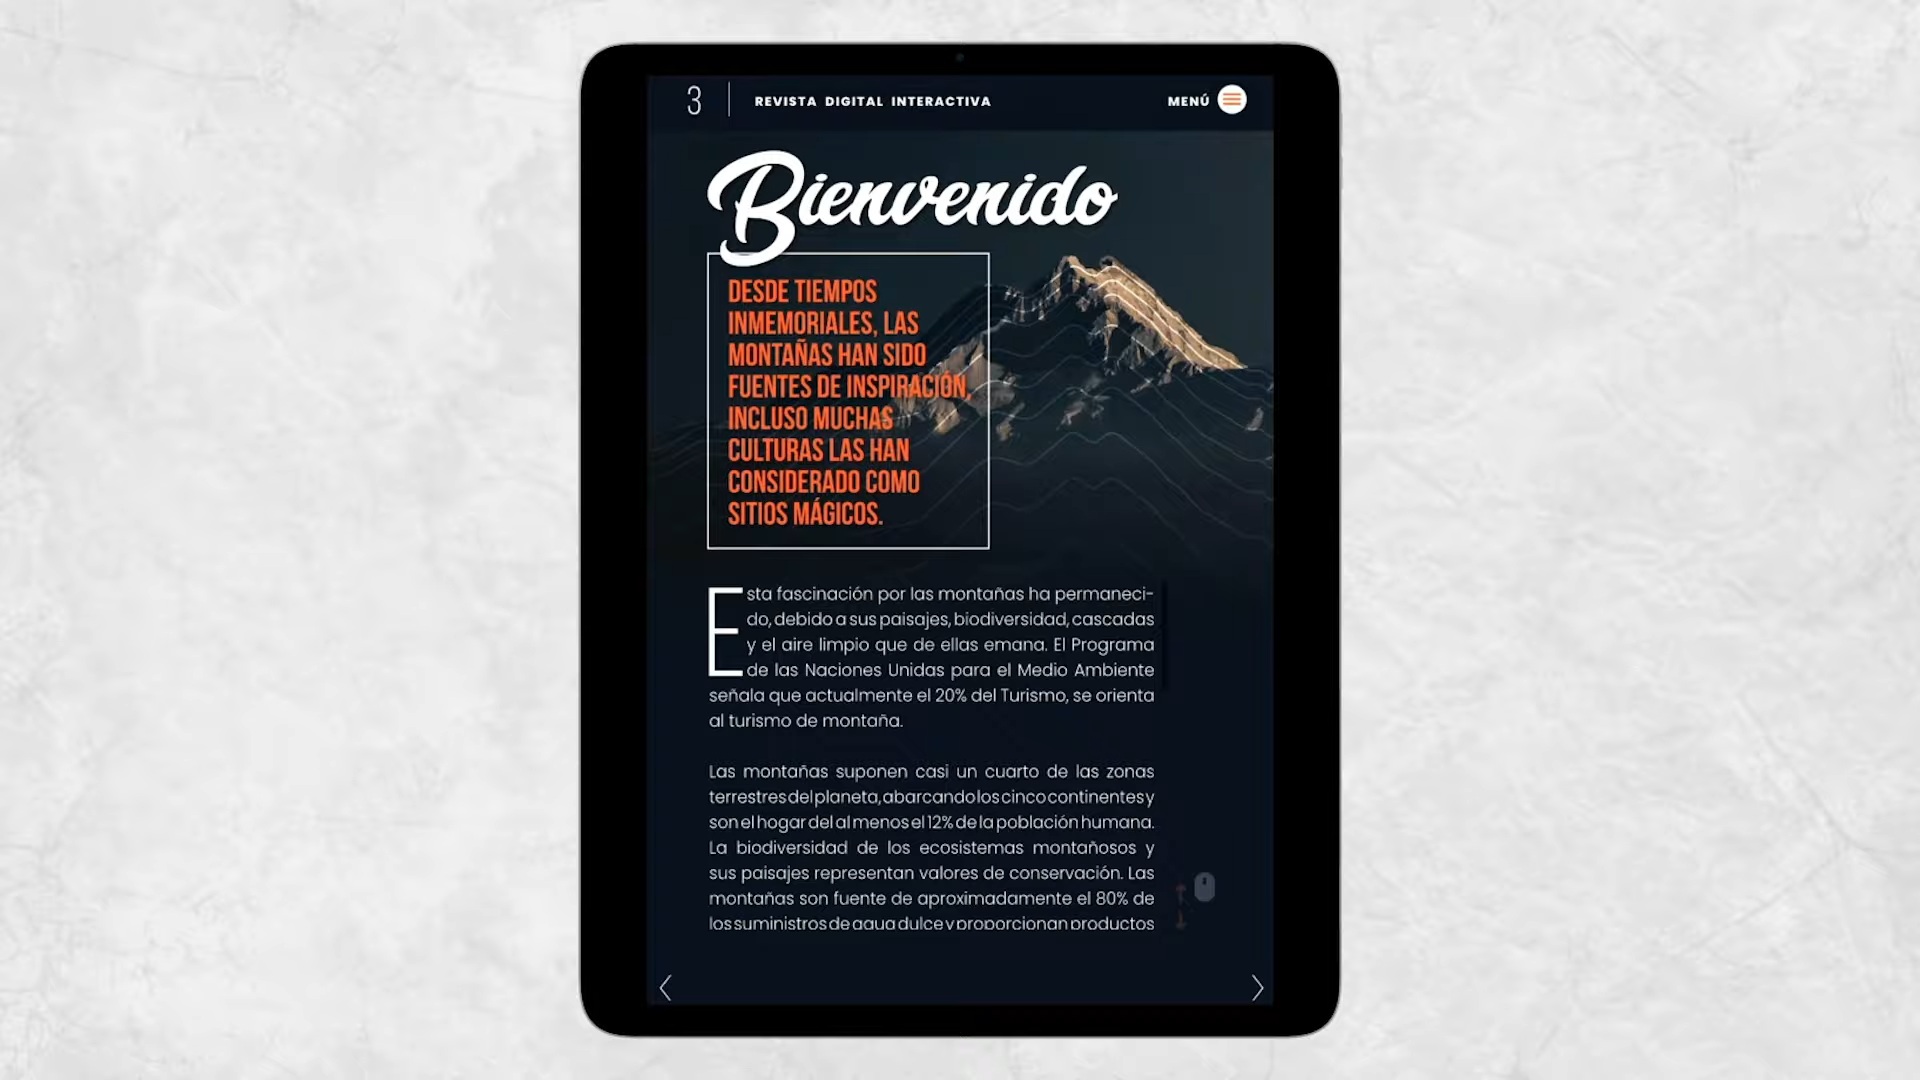 3
REVISTA DIGITAL INTERACTIVA
MENÚ
Bienvenido
DESDE TIEMPOS
INMEMORIALES, LAS
MONTAÑAS HAN SIDO
FUENTES DE INSPIRACIÓN,
INCLUSO MUCHAS
CULTURAS LAS HAN
CONSIDERADO COMO
SITIOS MÁGICOS.
Esta fascinación por las montañas ha permaneci-
do, debido a sus paisajes, biodiversidad, cascadas
y el aire limpio que de ellas emana. El Programa
de las Naciones Unidas para el Medio Ambiente
señala que actualmente el 20% del Turismo, se orienta
al turismo de montaña.
Las montañas suponen casi un cuarto de las zonas
terrestres del planeta, abarcando los cinco continentes y
son el hogar del al menos el 12% de la población humana.
La biodiversidad de los ecosistemas montañosos y
sus paisajes representan valores de conservación. Las
montañas son fuente de aproximadamente el 80% de
los suministros de agua dulce y proporcionan productos